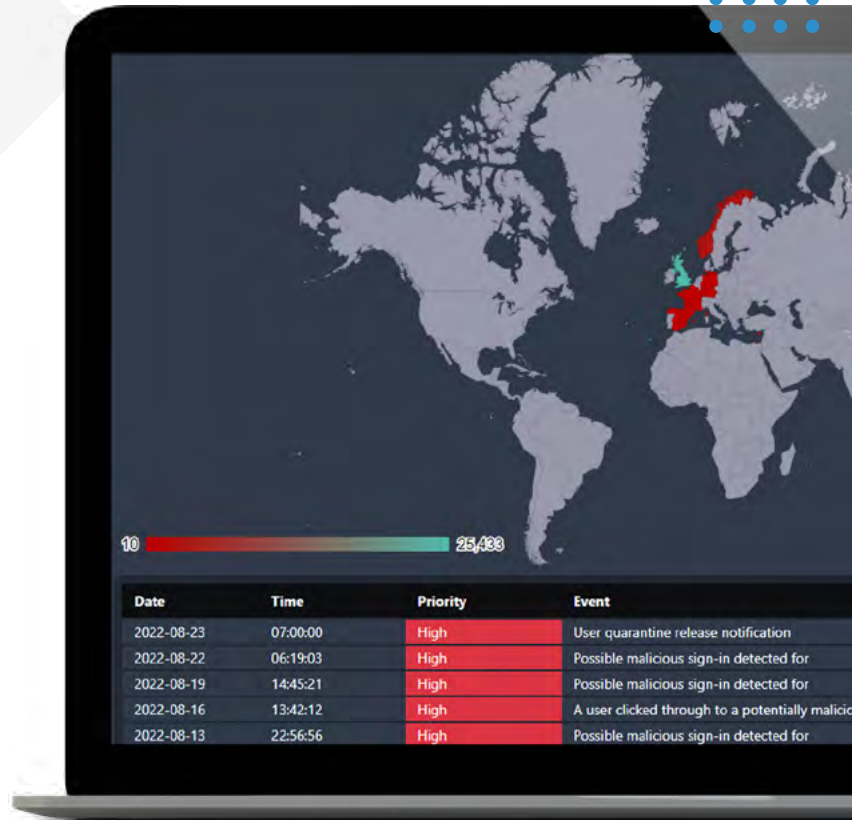 10 25,433
Date Time Priority Event
2022-08-23 07:00:00 High User quarantine release notification
2022-08-22 06:19:03 High Possible malicious sign-in detected for
2022-08-19 14:45:21 High Possible malicious sign-in detected for
2022-08-16 13:42:12 High A user clicked through to a potentially malicio
2022-08-13 22:56:56 High Possible malicious sign-in detected for